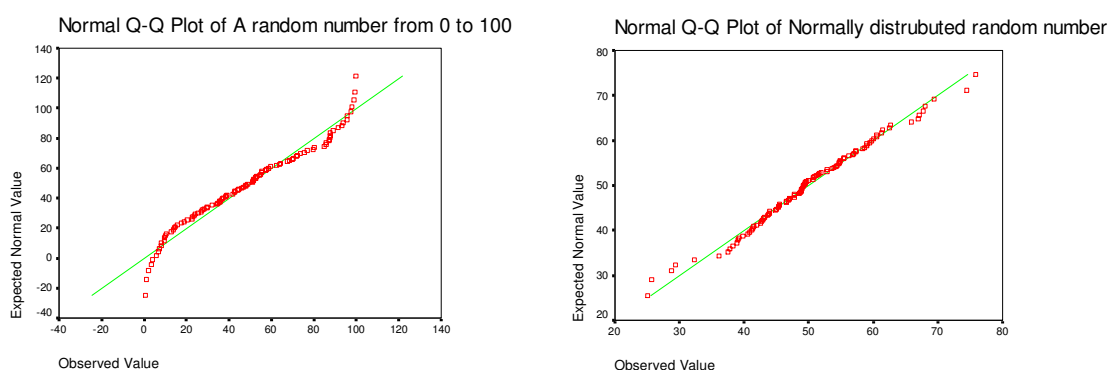 Normal Q-Q Plot of A random number from 0 to 100
140
120
100
80
60
40
20
0
-20
-40
Expected Normal Value
-40 -20 0 20 40 60 80 100 120 140
Observed Value
Normal Q-Q Plot of Normally distrubuted random number
80
70
60
50
40
30
20
Expected Normal Value
20 30 40 50 60 70 80
Observed Value